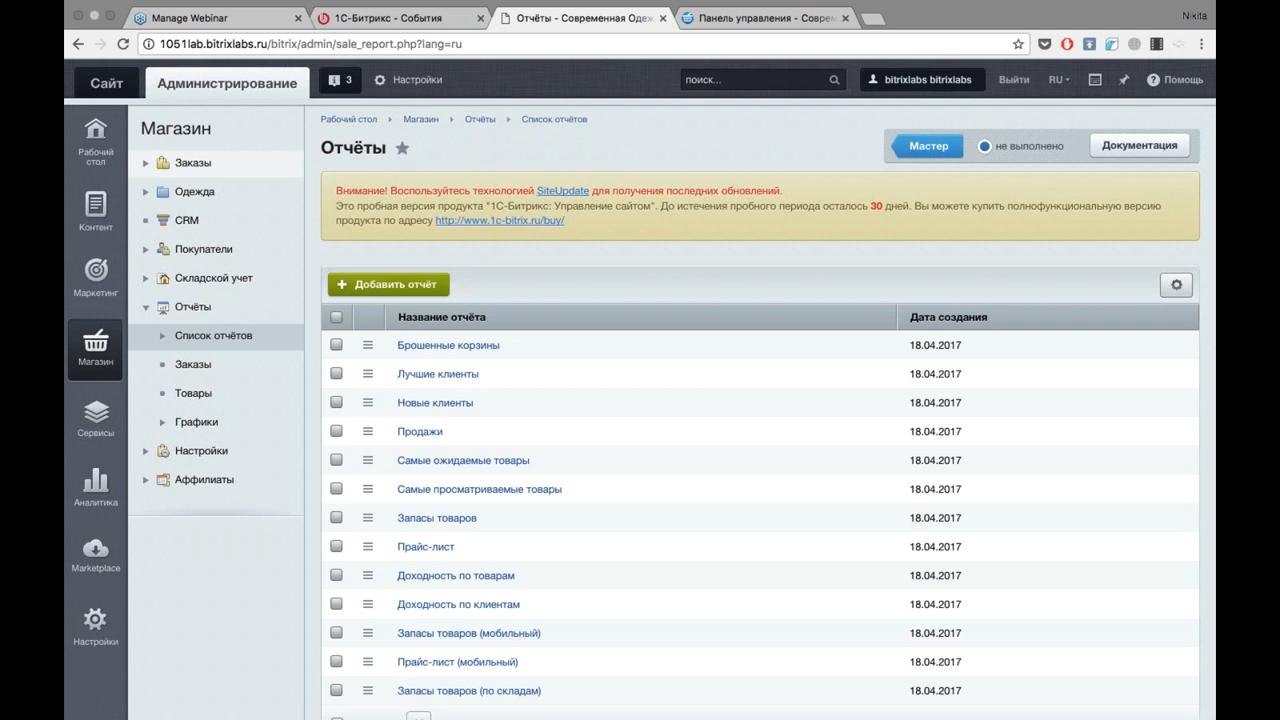 Manage Webinar
1С-Битрикс - События
Отчёты - Современная Одеж
Панель управления - Соврем
Nikita
1051lab.bitrixlabs.ru/bitrix/admin/sale_report.php?lang=ru
Сайт
Администрирование
3
Настройки
поиск...
bitrixlabs bitrixlabs
Выйти
RU
Помощь
Рабочий стол
Контент
Маркетинг
Магазин
Сервисы
Аналитика
Marketplace
Настройки
Магазин
Заказы
Одежда
CRM
Покупатели
Складской учет
Отчёты
Список отчётов
Заказы
Товары
Графики
Настройки
Аффилиаты
Рабочий стол Магазин Отчёты Список отчётов
Отчёты
Мастер
не выполнено
Документация
Внимание! Воспользуйтесь технологией SiteUpdate для получения последних обновлений.
Это пробная версия продукта "1С-Битрикс: Управление сайтом". До истечения пробного периода осталось 30 дней. Вы можете купить полнофункциональную версию
продукта по адресу http://www.1c-bitrix.ru/buy/
+ Добавить отчёт
Название отчёта Дата создания
Брошенные корзины 18.04.2017
Лучшие клиенты 18.04.2017
Новые клиенты 18.04.2017
Продажи 18.04.2017
Самые ожидаемые товары 18.04.2017
Самые просматриваемые товары 18.04.2017
Запасы товаров 18.04.2017
Прайс-лист 18.04.2017
Доходность по товарам 18.04.2017
Доходность по клиентам 18.04.2017
Запасы товаров (мобильный) 18.04.2017
Прайс-лист (мобильный) 18.04.2017
Запасы товаров (по складам) 18.04.2017